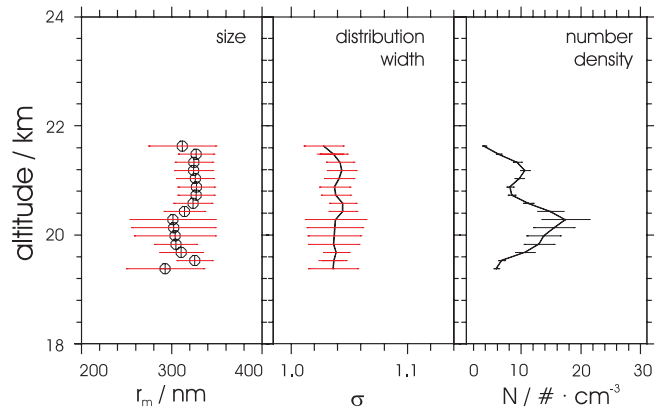 size
distribution
width
number
density
altitude / km
24
22
20
18
200 300 400
1.0 1.1
0 10 20 30
r_m / nm
σ
N / # · cm⁻³